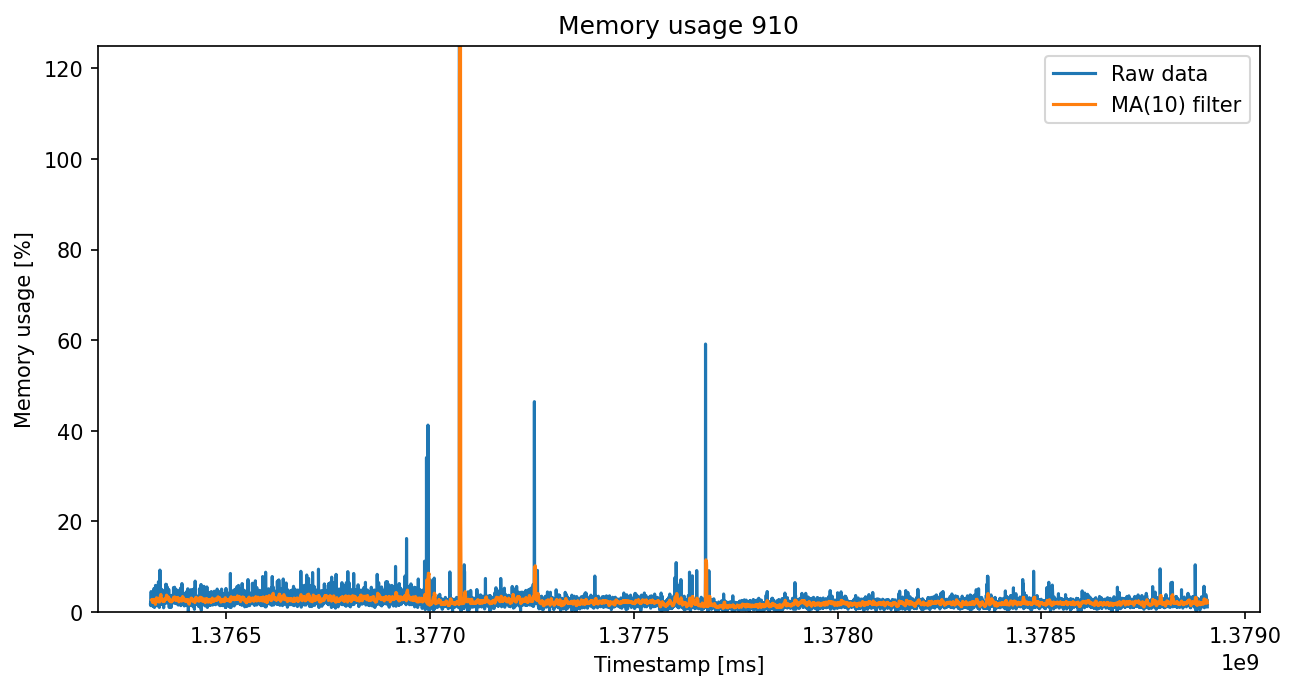 Memory usage 910
Raw data
MA(10) filter
Memory usage [%]
120
100
80
60
40
20
0
1.3765 1.3770 1.3775 1.3780 1.3785 1.3790
1e9
Timestamp [ms]